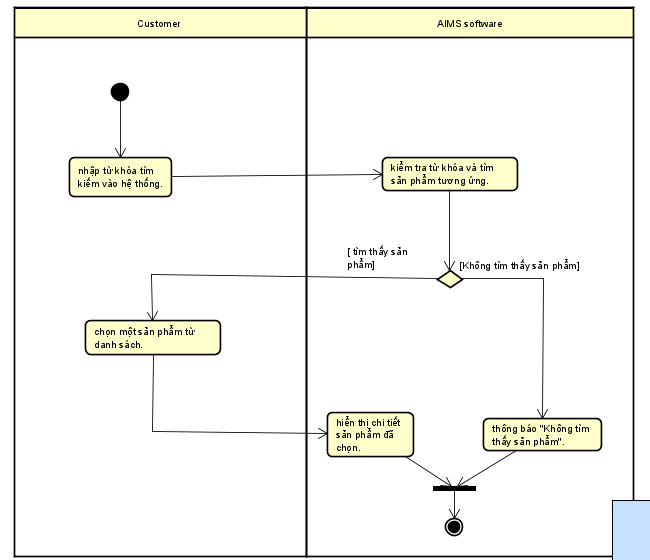 Customer
AIMS software
nhập từ khóa tìm
kiếm vào hệ thống.
kiểm tra từ khóa và tìm
sản phẩm tương ứng.
[ tìm thấy sản
phẩm]
[Không tìm thấy sản phẩm]
chọn một sản phẩm từ
danh sách.
hiển thị chi tiết
sản phẩm đã
chọn.
thông báo "Không tìm
thấy sản phẩm".